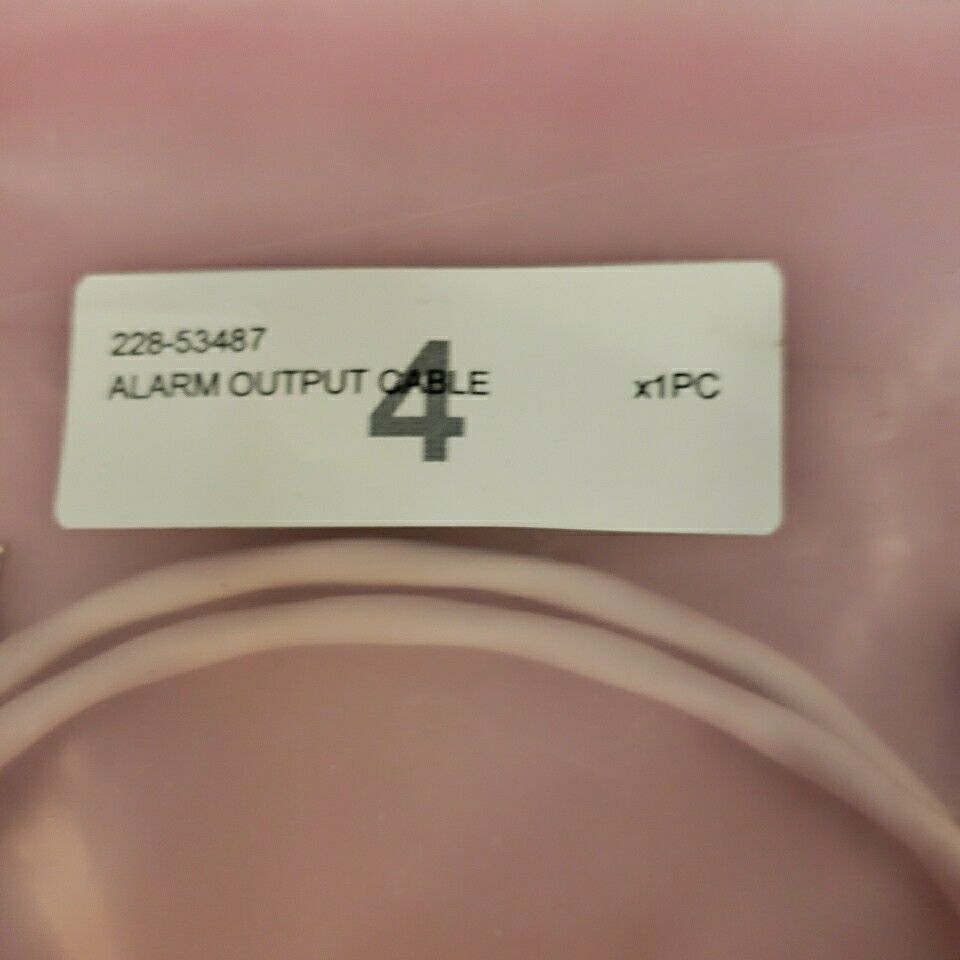 228-53487
ALARM OUTPUT CABLE x1PC
4